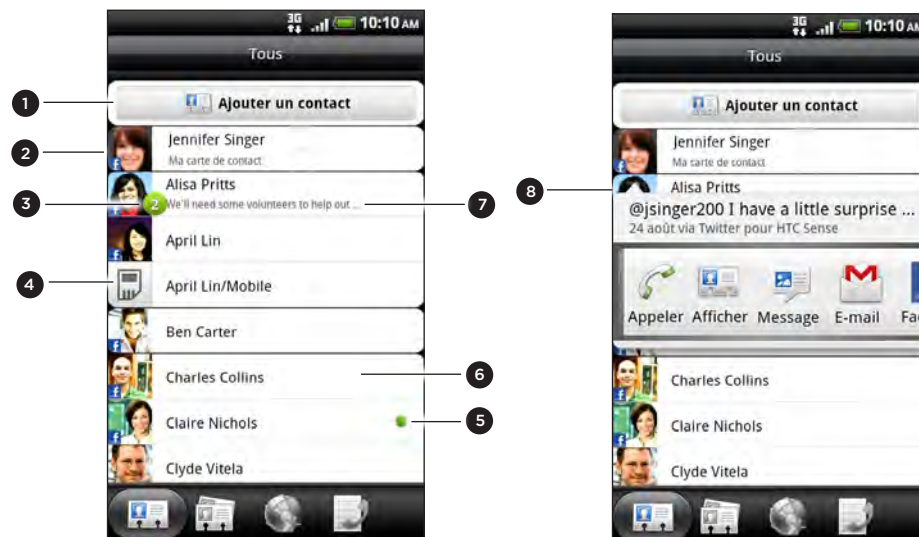 3G 10:10 AM
Tous
1 Ajouter un contact
2 Jennifer Singer
Ma carte de contact
Alisa Pritts
3 2 We'll need some volunteers to help out ... 7
April Lin
4 April Lin/Mobile
Ben Carter
Charles Collins 6
Claire Nichols 5
Clyde Vitela
3G 10:10 AM
Tous
Ajouter un contact
Jennifer Singer
Ma carte de contact
8 Alisa Pritts
@jsinger200 I have a little surprise ...
24 août via Twitter pour HTC Sense
Appeler Afficher Message E-mail Fac
Charles Collins
Claire Nichols
Clyde Vitela